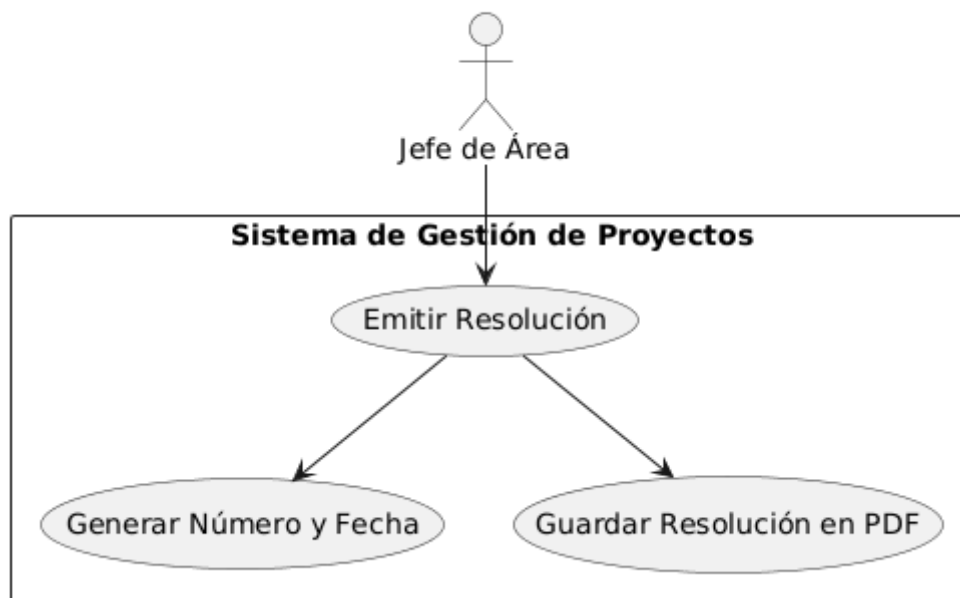 Jefe de Área
Sistema de Gestión de Proyectos
Emitir Resolución
Generar Número y Fecha
Guardar Resolución en PDF